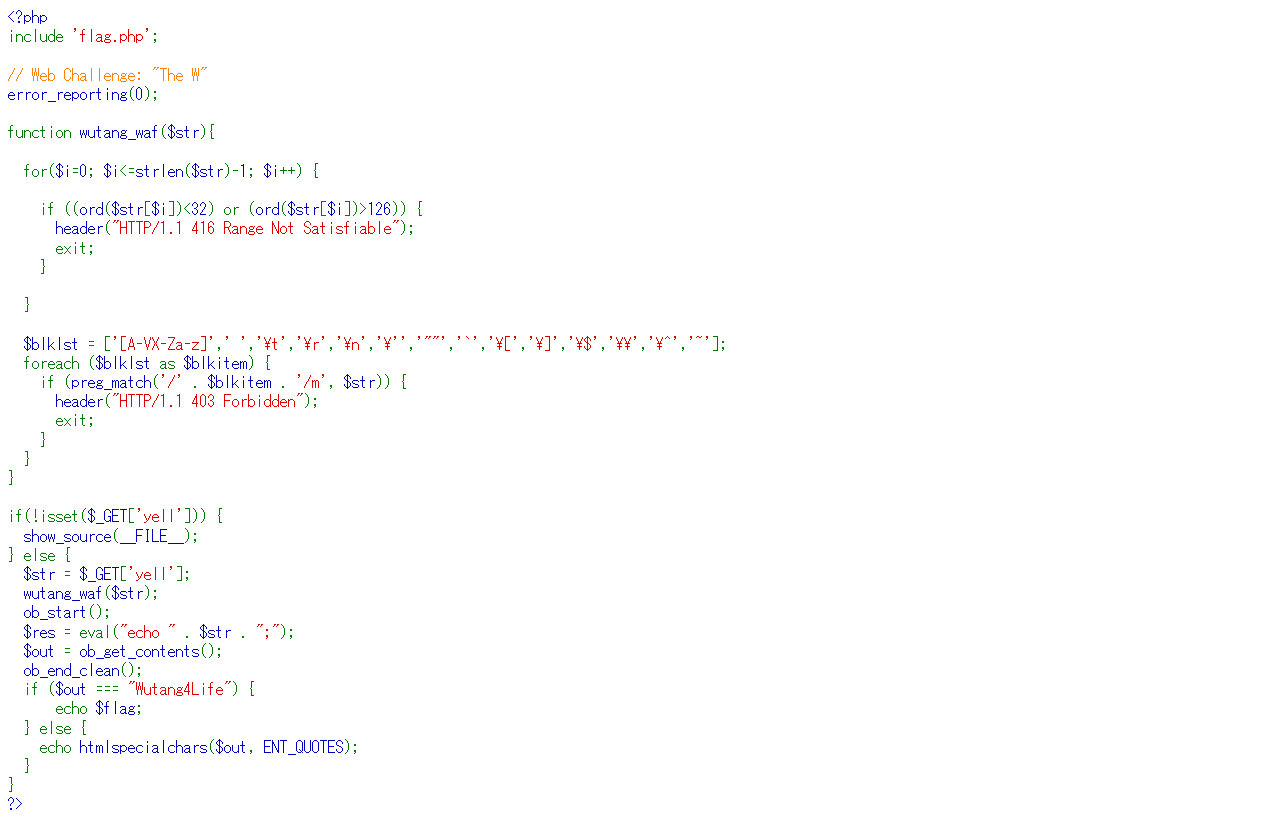 <?php
include 'flag.php';
// Web Challenge: "The W"
error_reporting(0);
function wutang_waf($str){
for($i=0; $i<=strlen($str)-1; $i++) {
if ((ord($str[$i])<32) or (ord($str[$i])>126)) {
header("HTTP/1.1 416 Range Not Satisfiable");
exit;
}
}
$blklst = ['[A-VX-Za-z]',' ','¥t','¥r','¥n','¥'','""','`','¥[','¥]','¥$','¥¥','¥^','~'];
foreach ($blklst as $blkitem) {
if (preg_match('/' . $blkitem . '/m', $str)) {
header("HTTP/1.1 403 Forbidden");
exit;
}
}
}
if(!isset($_GET['yell'])) {
show_source(__FILE__);
} else {
$str = $_GET['yell'];
wutang_waf($str);
ob_start();
$res = eval("echo " . $str . ";");
$out = ob_get_contents();
ob_end_clean();
if ($out === "Wutang4Life") {
echo $flag;
} else {
echo htmlspecialchars($out, ENT_QUOTES);
}
}
?>